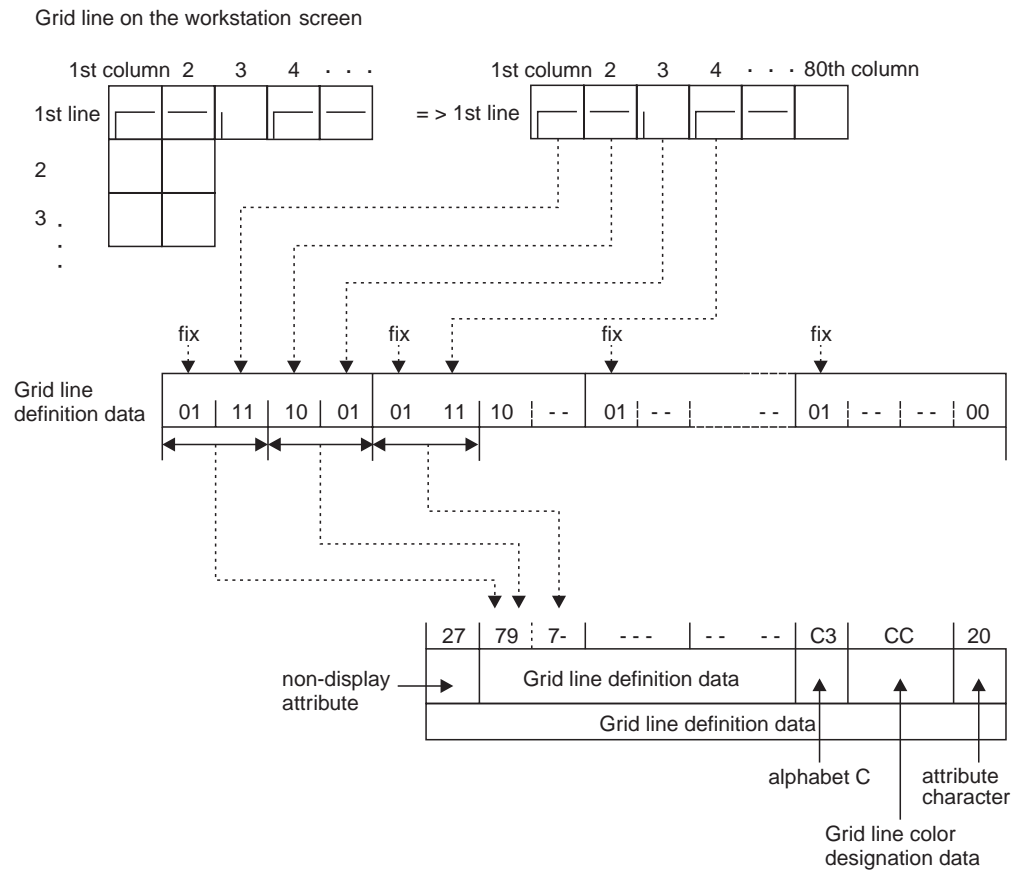 Grid line on the workstation screen
1st column 2 3 4 · · ·
1st column 2 3 4 · · · 80th column
1st line
= > 1st line
2
3 .
.
.
fix fix fix fix
Grid line
definition data
01 11 10 01 01 11 10 - - 01 - - - - 01 - - - - 00
27 79 7- - - - - - - - C3 CC 20
non-display
attribute
Grid line definition data
Grid line definition data
alphabet C
attribute
character
Grid line color
designation data